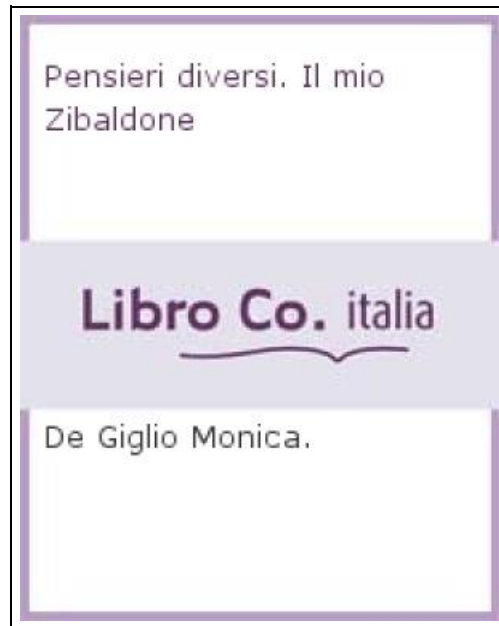 Pensieri diversi. Il mio
Zibaldone
Libro Co. italia
De Giglio Monica.